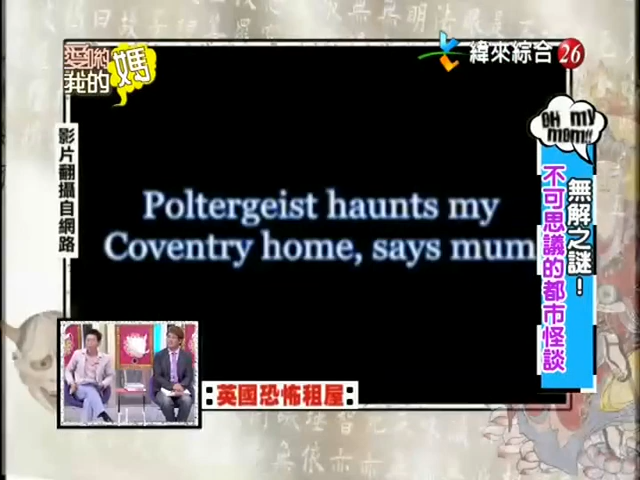 愛喲
我的媽
緯來綜合 26
OH my
mom!!
影片翻攝自網路
無解之謎!
不可思議的都市怪談
Poltergeist haunts my
Coventry home, says mum
英國恐怖租屋